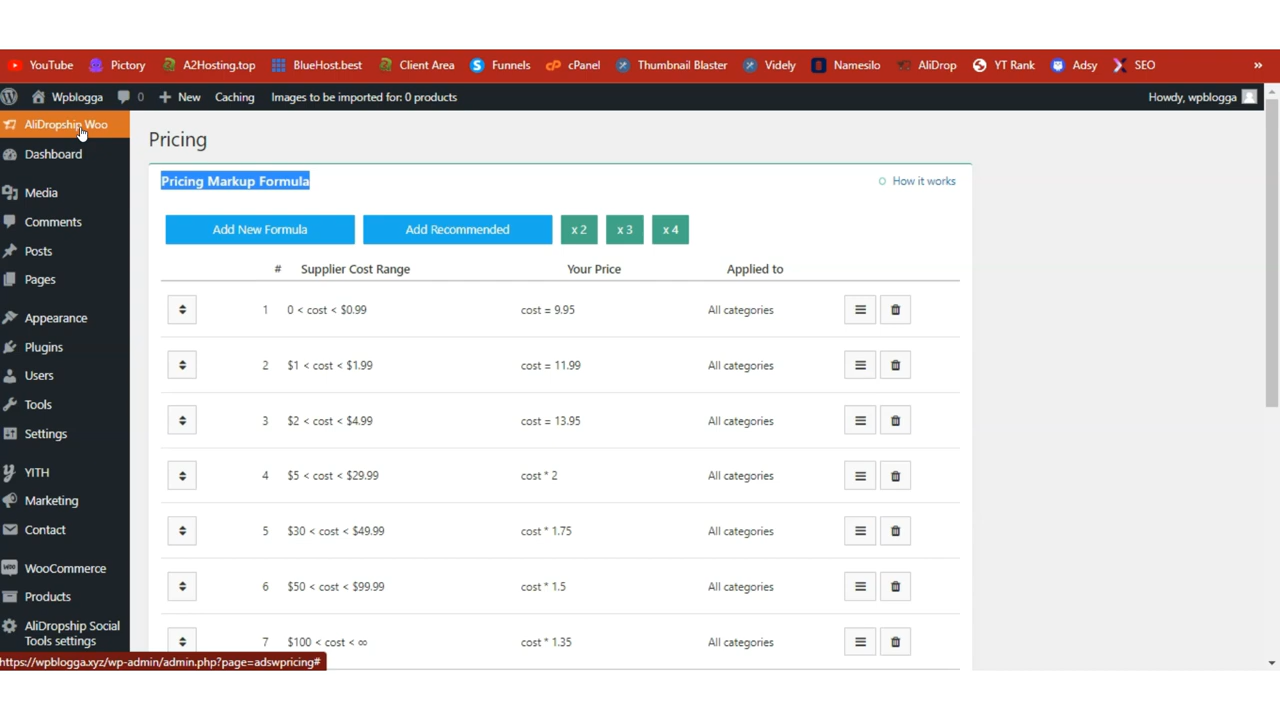 YouTube Pictory A2Hosting.top BlueHost.best Client Area Funnels cPanel Thumbnail Blaster Videly Namesilo AliDrop YT Rank Adsy SEO »
Wpblogga 0 + New Caching Images to be imported for: 0 products Howdy, wpblogga
AliDropship Woo
Dashboard
Media
Comments
Posts
Pages
Appearance
Plugins
Users
Tools
Settings
YITH
Marketing
Contact
WooCommerce
Products
AliDropship Social
Tools settings
Pricing
Pricing Markup Formula How it works
Add New Formula Add Recommended x 2 x 3 x 4
# Supplier Cost Range Your Price Applied to
1 0 < cost < $0.99 cost = 9.95 All categories
2 $1 < cost < $1.99 cost = 11.99 All categories
3 $2 < cost < $4.99 cost = 13.95 All categories
4 $5 < cost < $29.99 cost * 2 All categories
5 $30 < cost < $49.99 cost * 1.75 All categories
6 $50 < cost < $99.99 cost * 1.5 All categories
7 $100 < cost < ∞ cost * 1.35 All categories
https://wpblogga.xyz/wp-admin/admin.php?page=adswpricing#